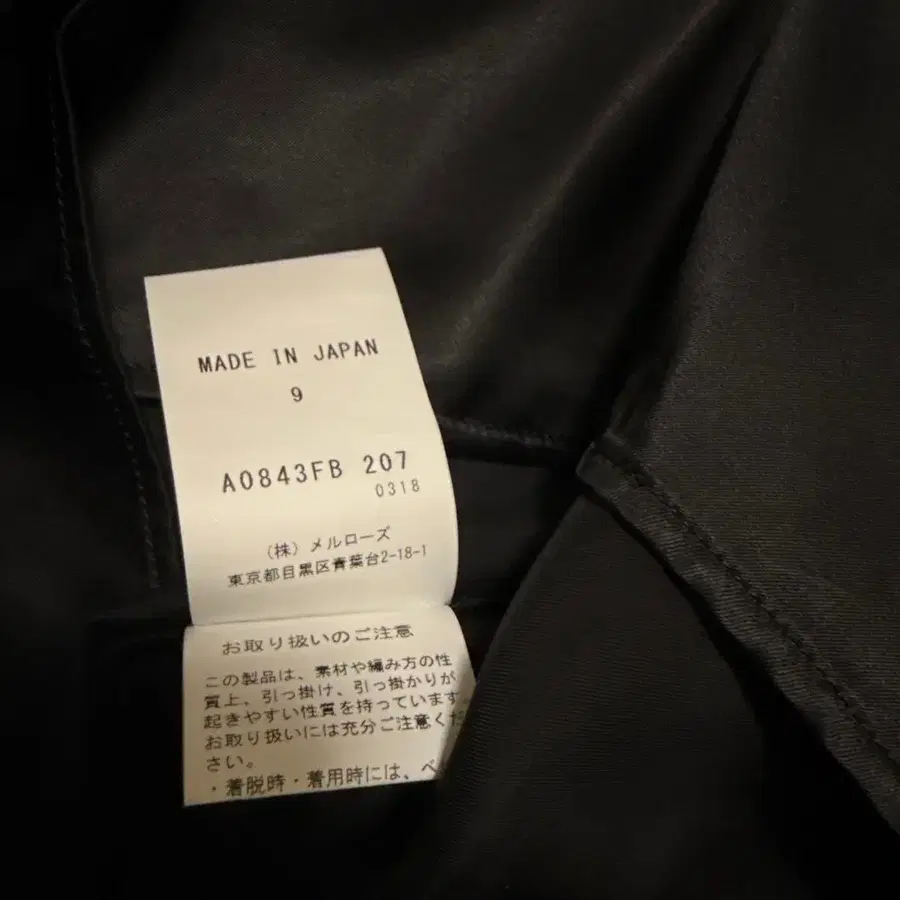 MADE IN JAPAN
9
A0843FB 207
0318
(株) メルローズ
東京都目黒区青葉台2-18-1
お取り扱いのご注意
この製品は、素材や編み方の性
質上、引っ掛け、引っ掛かりが
起きやすい性質を持っています
お取り扱いには充分ご注意くだ
さい。
・着脱時・着用時には、ベ